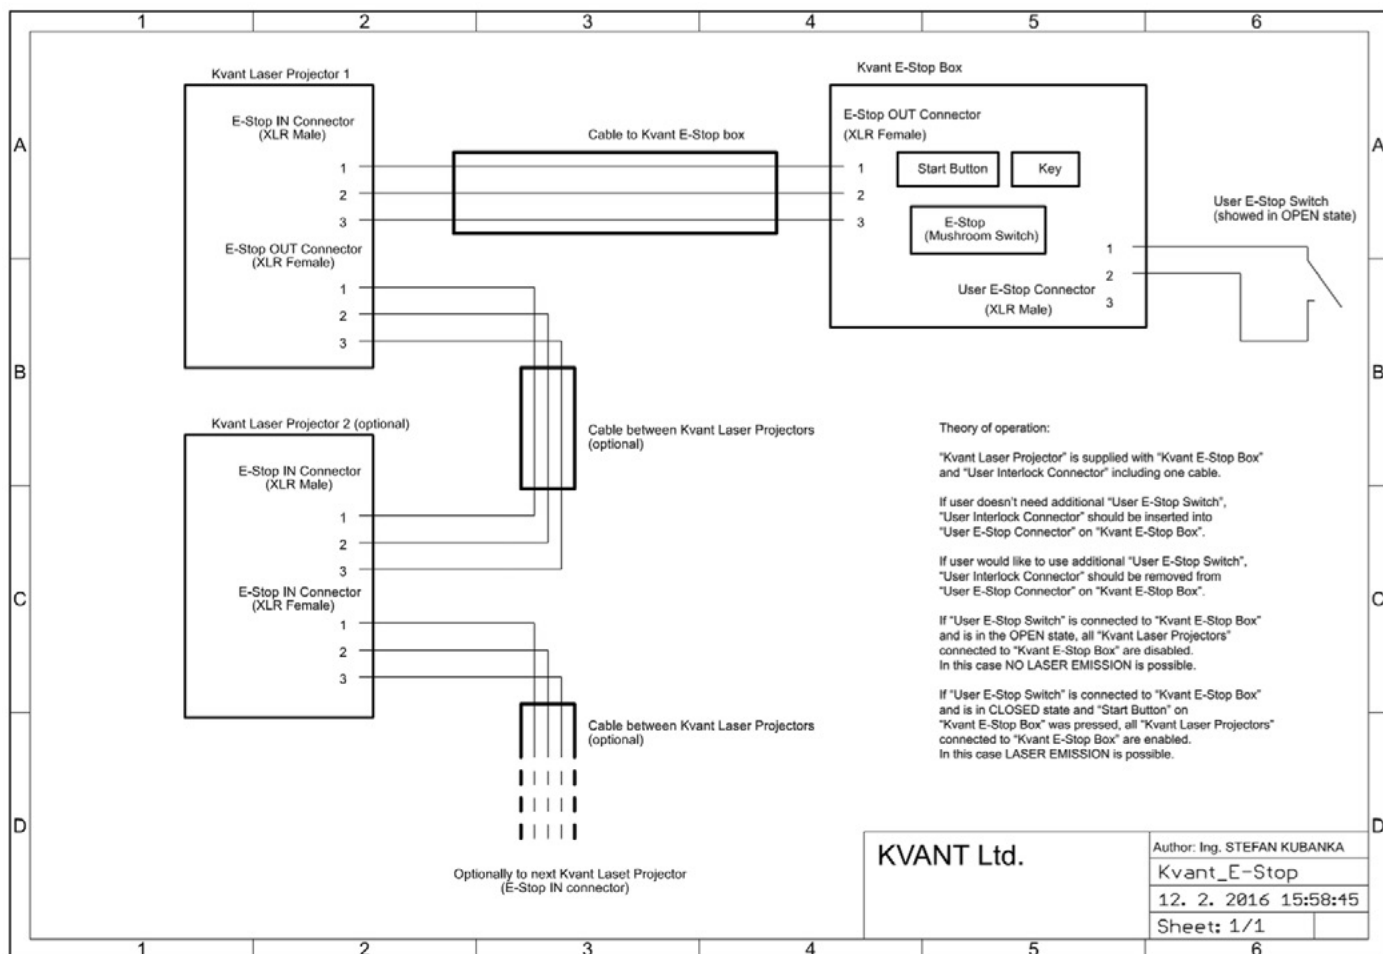 1 2 3 4 5 6
Kvant Laser Projector 1
E-Stop IN Connector
(XLR Male)
1
2
3
E-Stop OUT Connector
(XLR Female)
1
2
3
Cable to Kvant E-Stop box
Kvant E-Stop Box
E-Stop OUT Connector
(XLR Female)
1
2
3
Start Button
Key
E-Stop
(Mushroom Switch)
1
2
3
User E-Stop Connector
(XLR Male)
User E-Stop Switch
(showed in OPEN state)
A
A
B
B
C
C
D
D
Kvant Laser Projector 2 (optional)
E-Stop IN Connector
(XLR Male)
1
2
3
E-Stop IN Connector
(XLR Female)
1
2
3
Cable between Kvant Laser Projectors
(optional)
Cable between Kvant Laser Projectors
(optional)
Optionally to next Kvant Laset Projector
(E-Stop IN connector)
Theory of operation:
"Kvant Laser Projector" is supplied with "Kvant E-Stop Box"
and "User Interlock Connector" including one cable.
If user doesn't need additional "User E-Stop Switch",
"User Interlock Connector" should be inserted into
"User E-Stop Connector" on "Kvant E-Stop Box".
If user would like to use additional "User E-Stop Switch",
"User Interlock Connector" should be removed from
"User E-Stop Connector" on "Kvant E-Stop Box".
If "User E-Stop Switch" is connected to "Kvant E-Stop Box"
and is in the OPEN state, all "Kvant Laser Projectors"
connected to "Kvant E-Stop Box" are disabled.
In this case NO LASER EMISSION is possible.
If "User E-Stop Switch" is connected to "Kvant E-Stop Box"
and is in CLOSED state and "Start Button" on
"Kvant E-Stop Box" was pressed, all "Kvant Laser Projectors"
connected to "Kvant E-Stop Box" are enabled.
In this case LASER EMISSION is possible.
KVANT Ltd.
Author: Ing. STEFAN KUBANKA
Kvant_E-Stop
12. 2. 2016 15:58:45
Sheet: 1/1
1 2 3 4 5 6